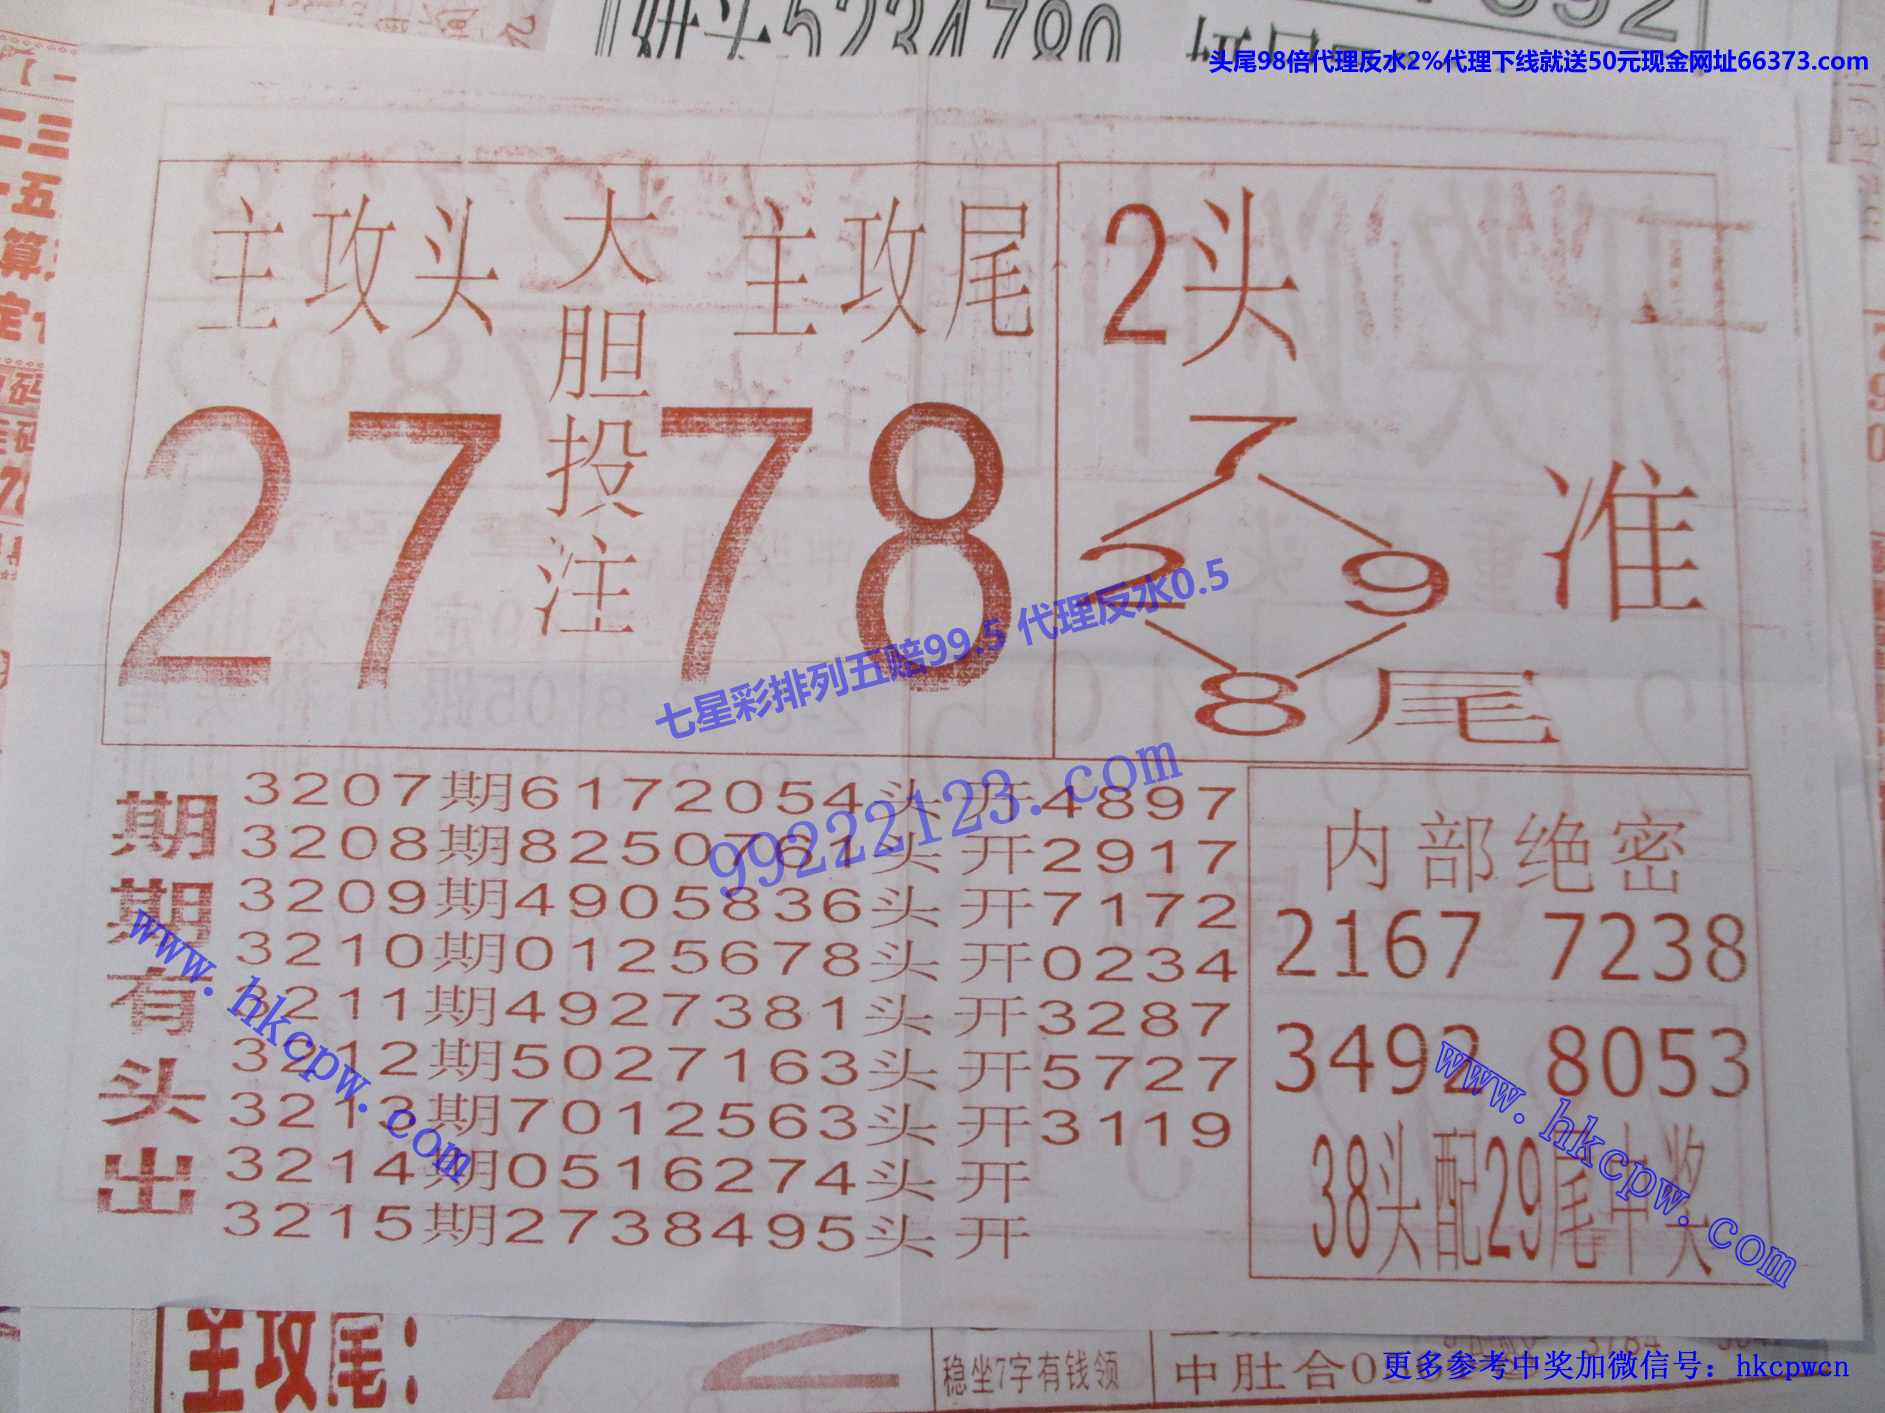 头尾98倍代理反水2%代理下线就送50元现金网址66373.com
主攻头
大胆投注
主攻尾
27
78
2头
7
2 9
8尾
准
七星彩排列五赔99.5 代理反水0.5
99222123.com
期期有头出
3207期6172054头 开4897
3208期8250761头 开2917
3209期4905836头 开7172
3210期0125678头 开0234
3211期4927381头 开3287
3212期5027163头 开5727
3213期7012563头 开3119
3214期0516274头 开
3215期2738495头 开
内部绝密
2167 7238
3492 8053
38头配29尾中奖
www.hkcpw.com
www.hkcpw.com
主攻尾：72
稳坐7字有钱领
中肚合0
更多参考中奖加微信号：hkcpwcn